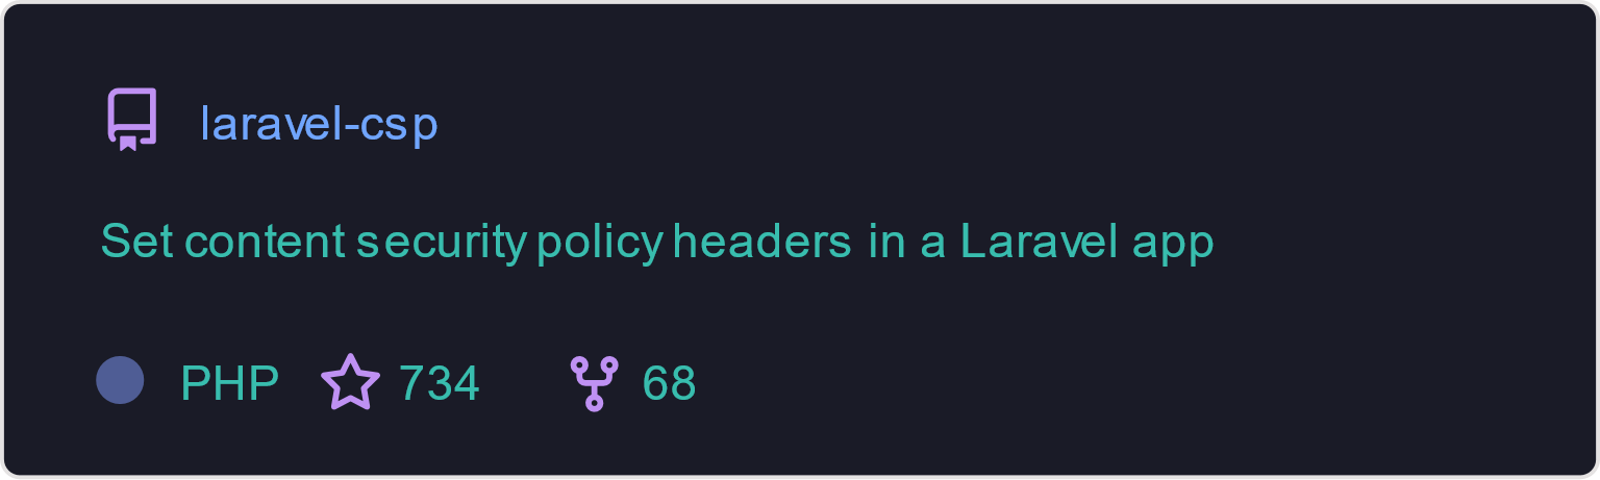 laravel-csp
Set content security policy headers in a Laravel app
PHP 734 68